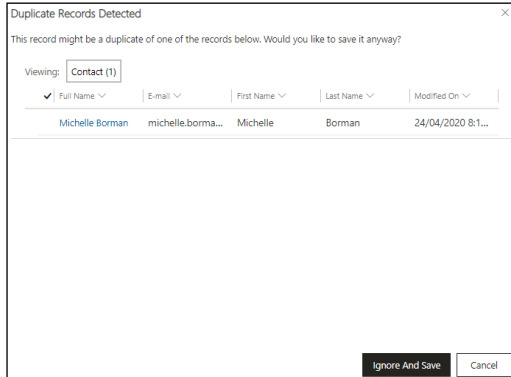 Duplicate Records Detected
This record might be a duplicate of one of the records below. Would you like to save it anyway?
Viewing: Contact (1)
Full Name E-mail First Name Last Name Modified On
Michelle Borman michelle.borma... Michelle Borman 24/04/2020 8:1...
Ignore And Save Cancel